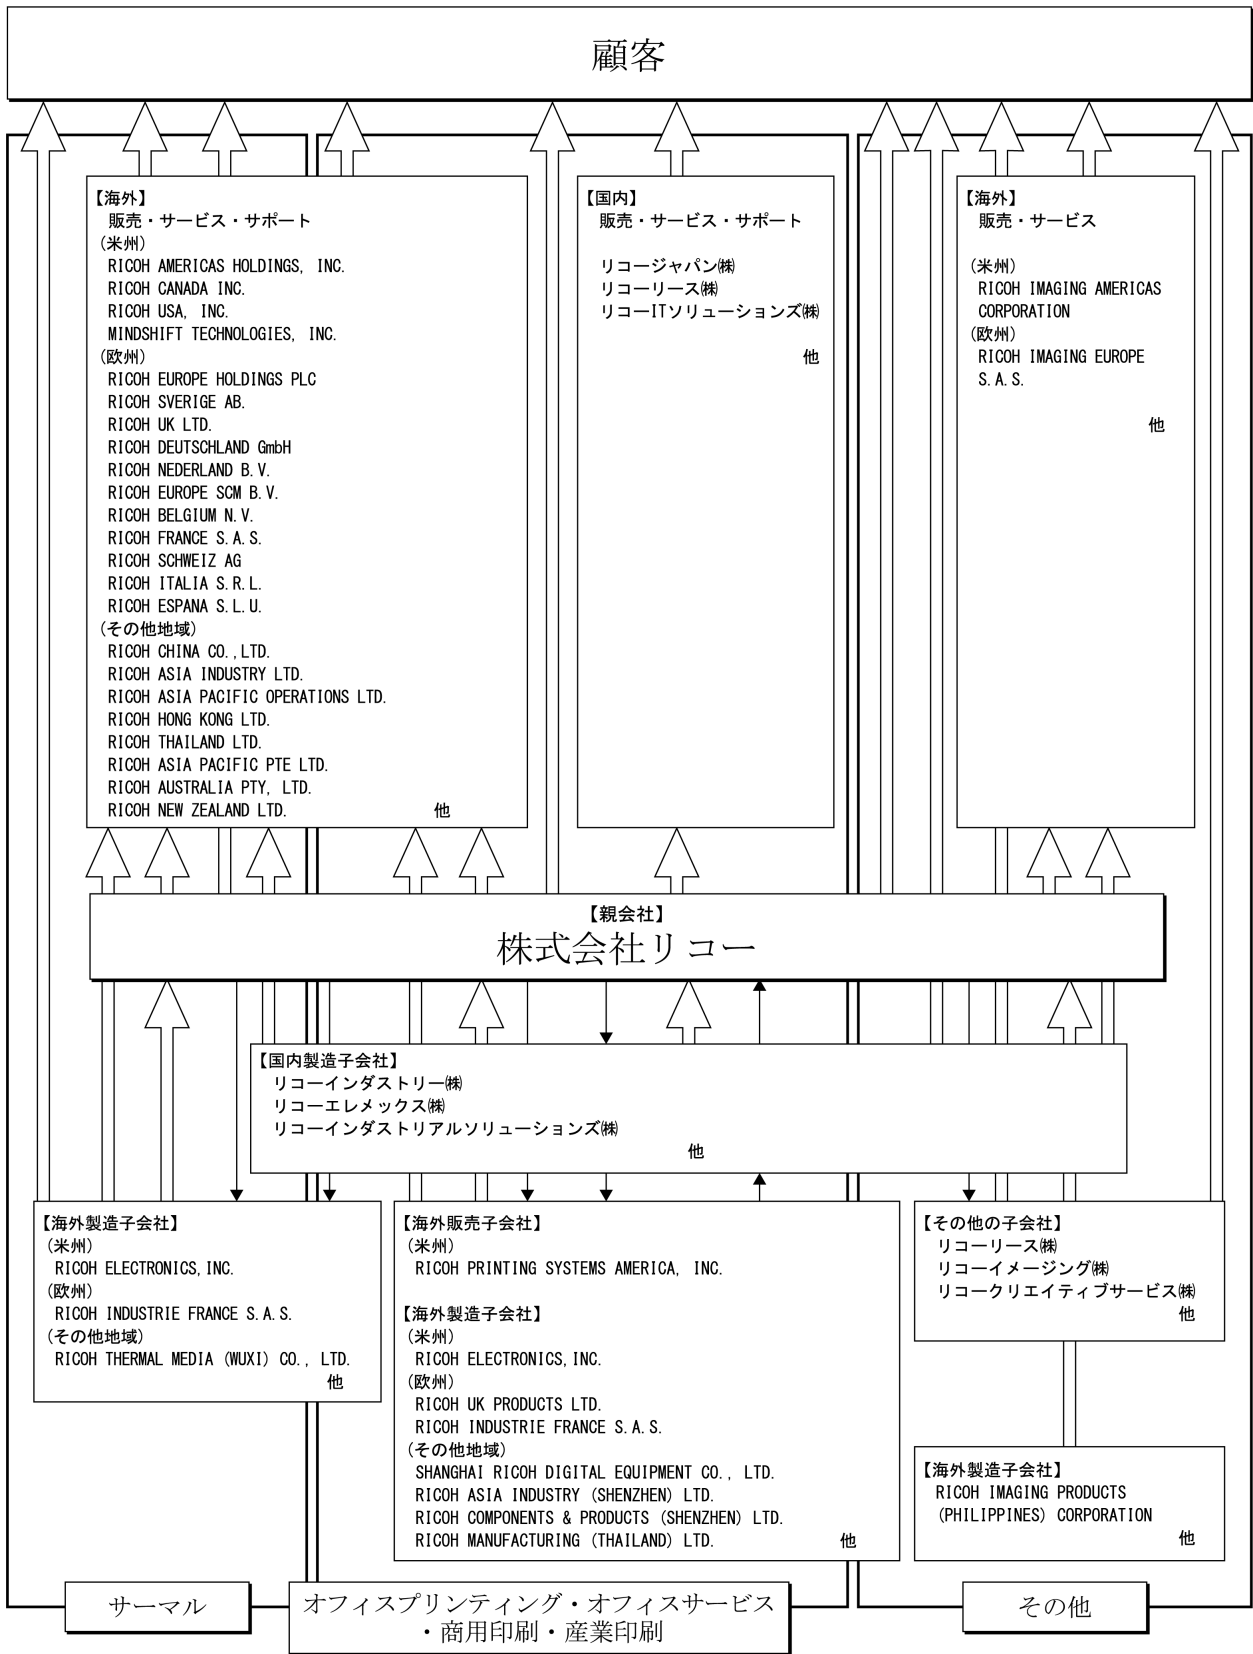 顧客
【海外】
販売・サービス・サポート
(米州)
RICOH AMERICAS HOLDINGS, INC.
RICOH CANADA INC.
RICOH USA, INC.
MINDSHIFT TECHNOLOGIES, INC.
(欧州)
RICOH EUROPE HOLDINGS PLC
RICOH SVERIGE AB.
RICOH UK LTD.
RICOH DEUTSCHLAND GmbH
RICOH NEDERLAND B.V.
RICOH EUROPE SCM B.V.
RICOH BELGIUM N.V.
RICOH FRANCE S.A.S.
RICOH SCHWEIZ AG
RICOH ITALIA S.R.L.
RICOH ESPANA S.L.U.
(その他地域)
RICOH CHINA CO.,LTD.
RICOH ASIA INDUSTRY LTD.
RICOH ASIA PACIFIC OPERATIONS LTD.
RICOH HONG KONG LTD.
RICOH THAILAND LTD.
RICOH ASIA PACIFIC PTE LTD.
RICOH AUSTRALIA PTY, LTD.
RICOH NEW ZEALAND LTD. 他
【国内】
販売・サービス・サポート
リコージャパン㈱
リコーリース㈱
リコーITソリューションズ㈱
他
【海外】
販売・サービス
(米州)
RICOH IMAGING AMERICAS
CORPORATION
(欧州)
RICOH IMAGING EUROPE
S.A.S.
他
【親会社】
株式会社リコー
【国内製造子会社】
リコーインダストリー㈱
リコーエレメックス㈱
リコーインダストリアルソリューションズ㈱
他
【海外製造子会社】
(米州)
RICOH ELECTRONICS,INC.
(欧州)
RICOH INDUSTRIE FRANCE S.A.S.
(その他地域)
RICOH THERMAL MEDIA (WUXI) CO., LTD.
他
【海外販売子会社】
(米州)
RICOH PRINTING SYSTEMS AMERICA, INC.
【海外製造子会社】
(米州)
RICOH ELECTRONICS,INC.
(欧州)
RICOH UK PRODUCTS LTD.
RICOH INDUSTRIE FRANCE S.A.S.
(その他地域)
SHANGHAI RICOH DIGITAL EQUIPMENT CO., LTD.
RICOH ASIA INDUSTRY (SHENZHEN) LTD.
RICOH COMPONENTS & PRODUCTS (SHENZHEN) LTD.
RICOH MANUFACTURING (THAILAND) LTD. 他
【その他の子会社】
リコーリース㈱
リコーイメージング㈱
リコークリエイティブサービス㈱
他
【海外製造子会社】
RICOH IMAGING PRODUCTS
(PHILIPPINES) CORPORATION
他
サーマル
オフィスプリンティング・オフィスサービス
・商用印刷・産業印刷
その他